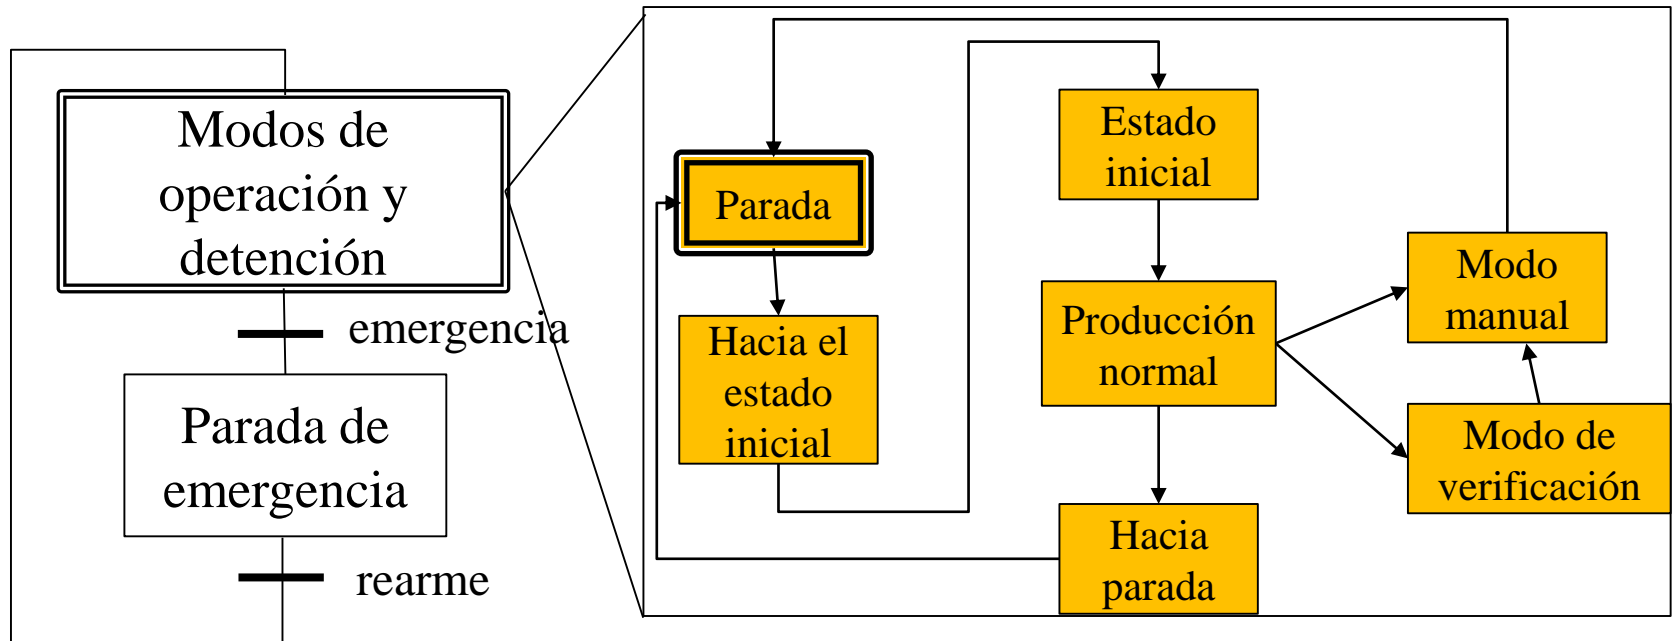 Modos de
operación y
detención
emergencia
Parada de
emergencia
rearme
Parada
Hacia el
estado
inicial
Estado
inicial
Producción
normal
Hacia
parada
Modo
manual
Modo de
verificación